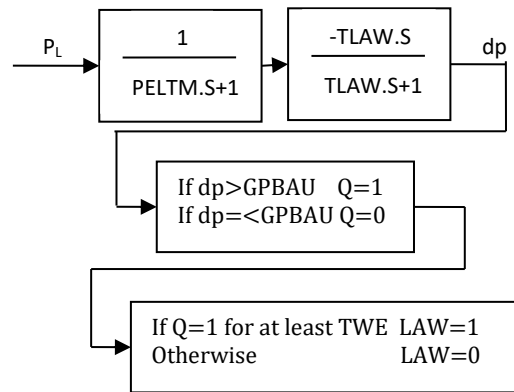 P_L
1
PELTM.S+1
-TLAW.S
TLAW.S+1
dp
If dp>GPBAU Q=1
If dp=<GPBAU Q=0
If Q=1 for at least TWE LAW=1
Otherwise LAW=0